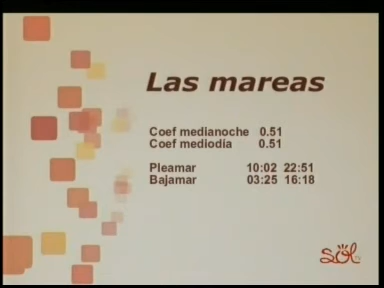 Las mareas
Coef medianoche 0.51
Coef mediodía 0.51
Pleamar 10:02 22:51
Bajamar 03:25 16:18
SOL